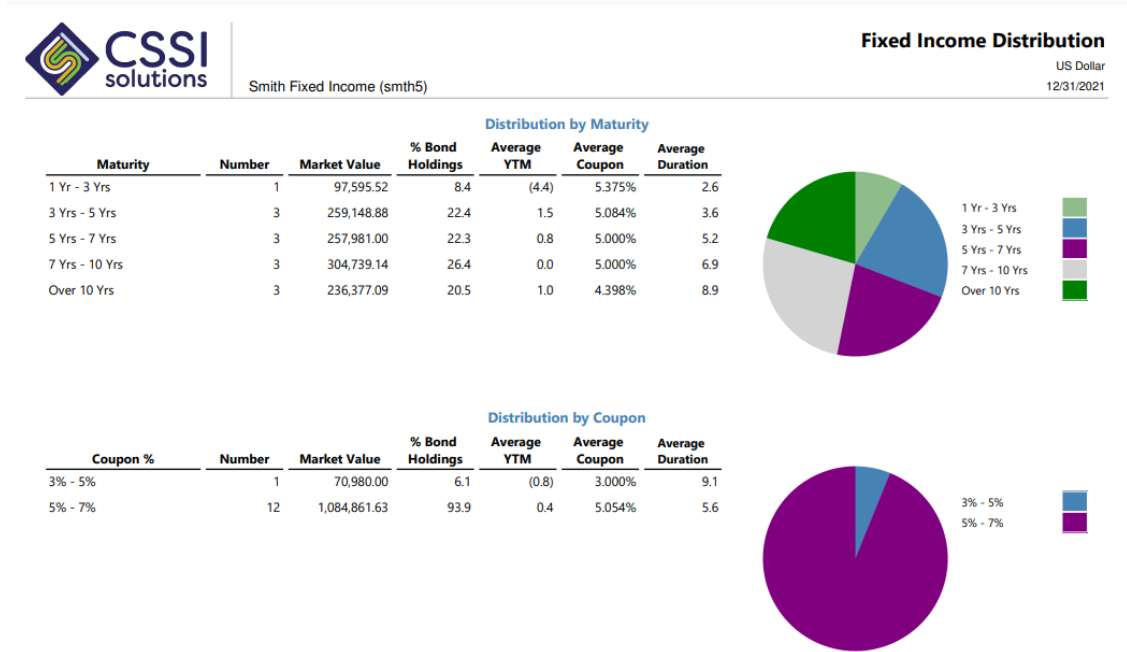 CSSI
solutions
Smith Fixed Income (smth5)
Fixed Income Distribution
US Dollar
12/31/2021
Distribution by Maturity
Maturity Number Market Value % Bond Holdings Average YTM Average Coupon Average Duration
1 Yr - 3 Yrs 1 97,595.52 8.4 (4.4) 5.375% 2.6
3 Yrs - 5 Yrs 3 259,148.88 22.4 1.5 5.084% 3.6
5 Yrs - 7 Yrs 3 257,981.00 22.3 0.8 5.000% 5.2
7 Yrs - 10 Yrs 3 304,739.14 26.4 0.0 5.000% 6.9
Over 10 Yrs 3 236,377.09 20.5 1.0 4.398% 8.9
1 Yr - 3 Yrs
3 Yrs - 5 Yrs
5 Yrs - 7 Yrs
7 Yrs - 10 Yrs
Over 10 Yrs
Distribution by Coupon
Coupon % Number Market Value % Bond Holdings Average YTM Average Coupon Average Duration
3% - 5% 1 70,980.00 6.1 (0.8) 3.000% 9.1
5% - 7% 12 1,084,861.63 93.9 0.4 5.054% 5.6
3% - 5%
5% - 7%